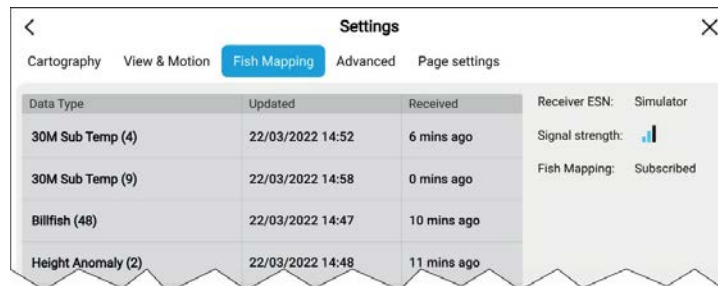 Settings
Cartography View & Motion Fish Mapping Advanced Page settings
Data Type Updated Received
30M Sub Temp (4) 22/03/2022 14:52 6 mins ago
30M Sub Temp (9) 22/03/2022 14:58 0 mins ago
Billfish (48) 22/03/2022 14:47 10 mins ago
Height Anomaly (2) 22/03/2022 14:48 11 mins ago
Receiver ESN: Simulator
Signal strength:
Fish Mapping: Subscribed